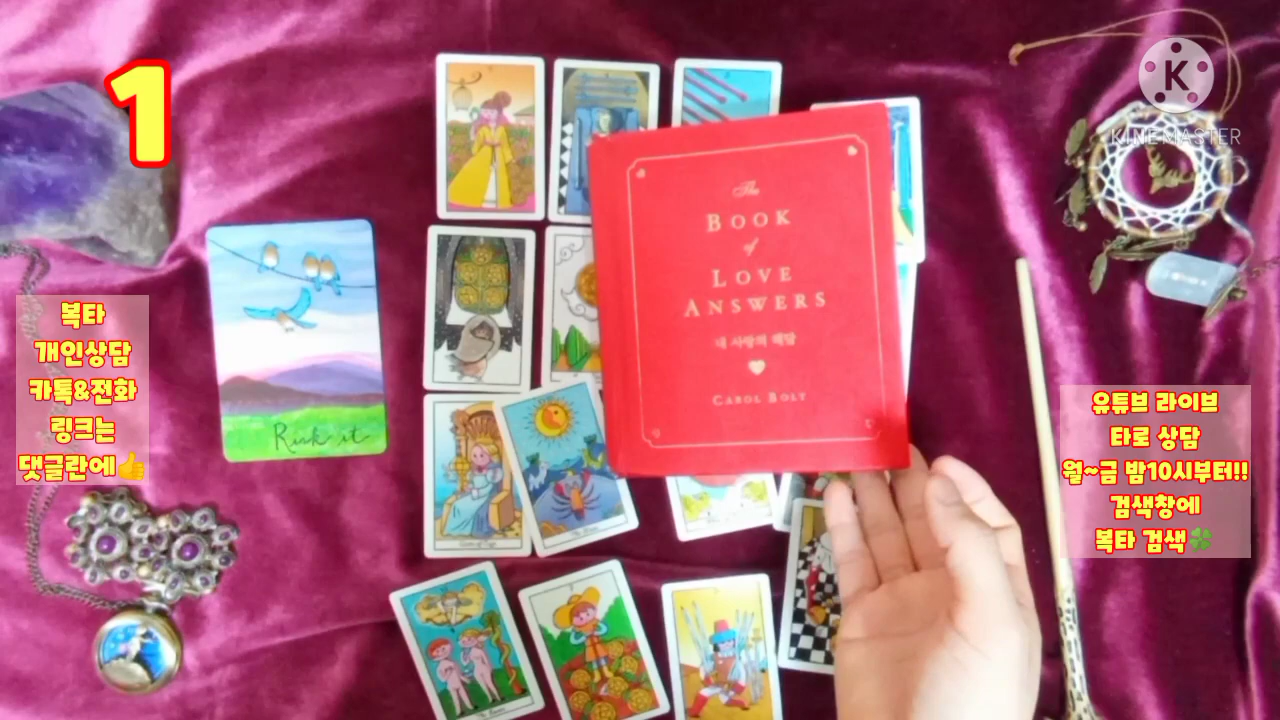 1
K
KINEMASTER
복타
개인상담
카톡&전화
링크는
댓글란에👍
Risk it
The
BOOK
of
LOVE
ANSWERS
내 사랑의 해답
CAROL BOLT
유튜브 라이브
타로 상담
월~금 밤10시부터!!
검색창에
복타 검색🍀